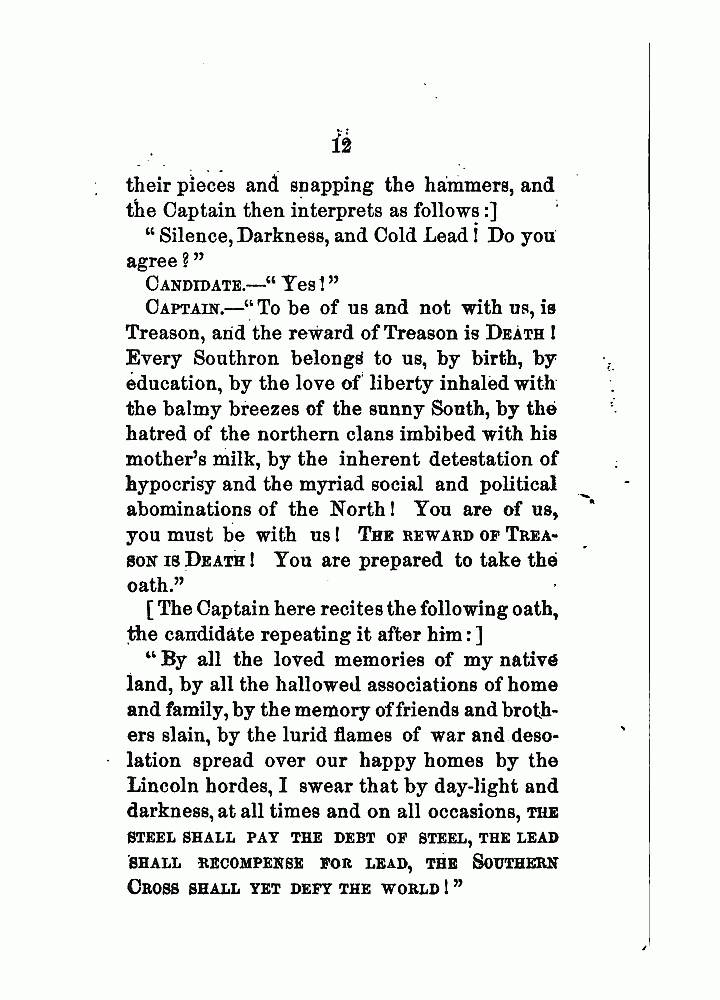 12
their pieces and snapping the hammers, and
the Captain then interprets as follows:]
"Silence, Darkness, and Cold Lead! Do you
agree?"
CANDIDATE.—"Yes!"
CAPTAIN.—"To be of us and not with us, is
Treason, and the reward of Treason is DEATH!
Every Southron belongs to us, by birth, by
education, by the love of liberty inhaled with
the balmy breezes of the sunny South, by the
hatred of the northern clans imbibed with his
mother's milk, by the inherent detestation of
hypocrisy and the myriad social and political
abominations of the North! You are of us,
you must be with us! THE REWARD OF TREA-
SON IS DEATH! You are prepared to take the
oath."
[The Captain here recites the following oath,
the candidate repeating it after him:]
"By all the loved memories of my native
land, by all the hallowed associations of home
and family, by the memory of friends and broth-
ers slain, by the lurid flames of war and deso-
lation spread over our happy homes by the
Lincoln hordes, I swear that by day-light and
darkness, at all times and on all occasions, THE
STEEL SHALL PAY THE DEBT OF STEEL, THE LEAD
SHALL RECOMPENSE FOR LEAD, THE SOUTHERN
CROSS SHALL YET DEFY THE WORLD!"